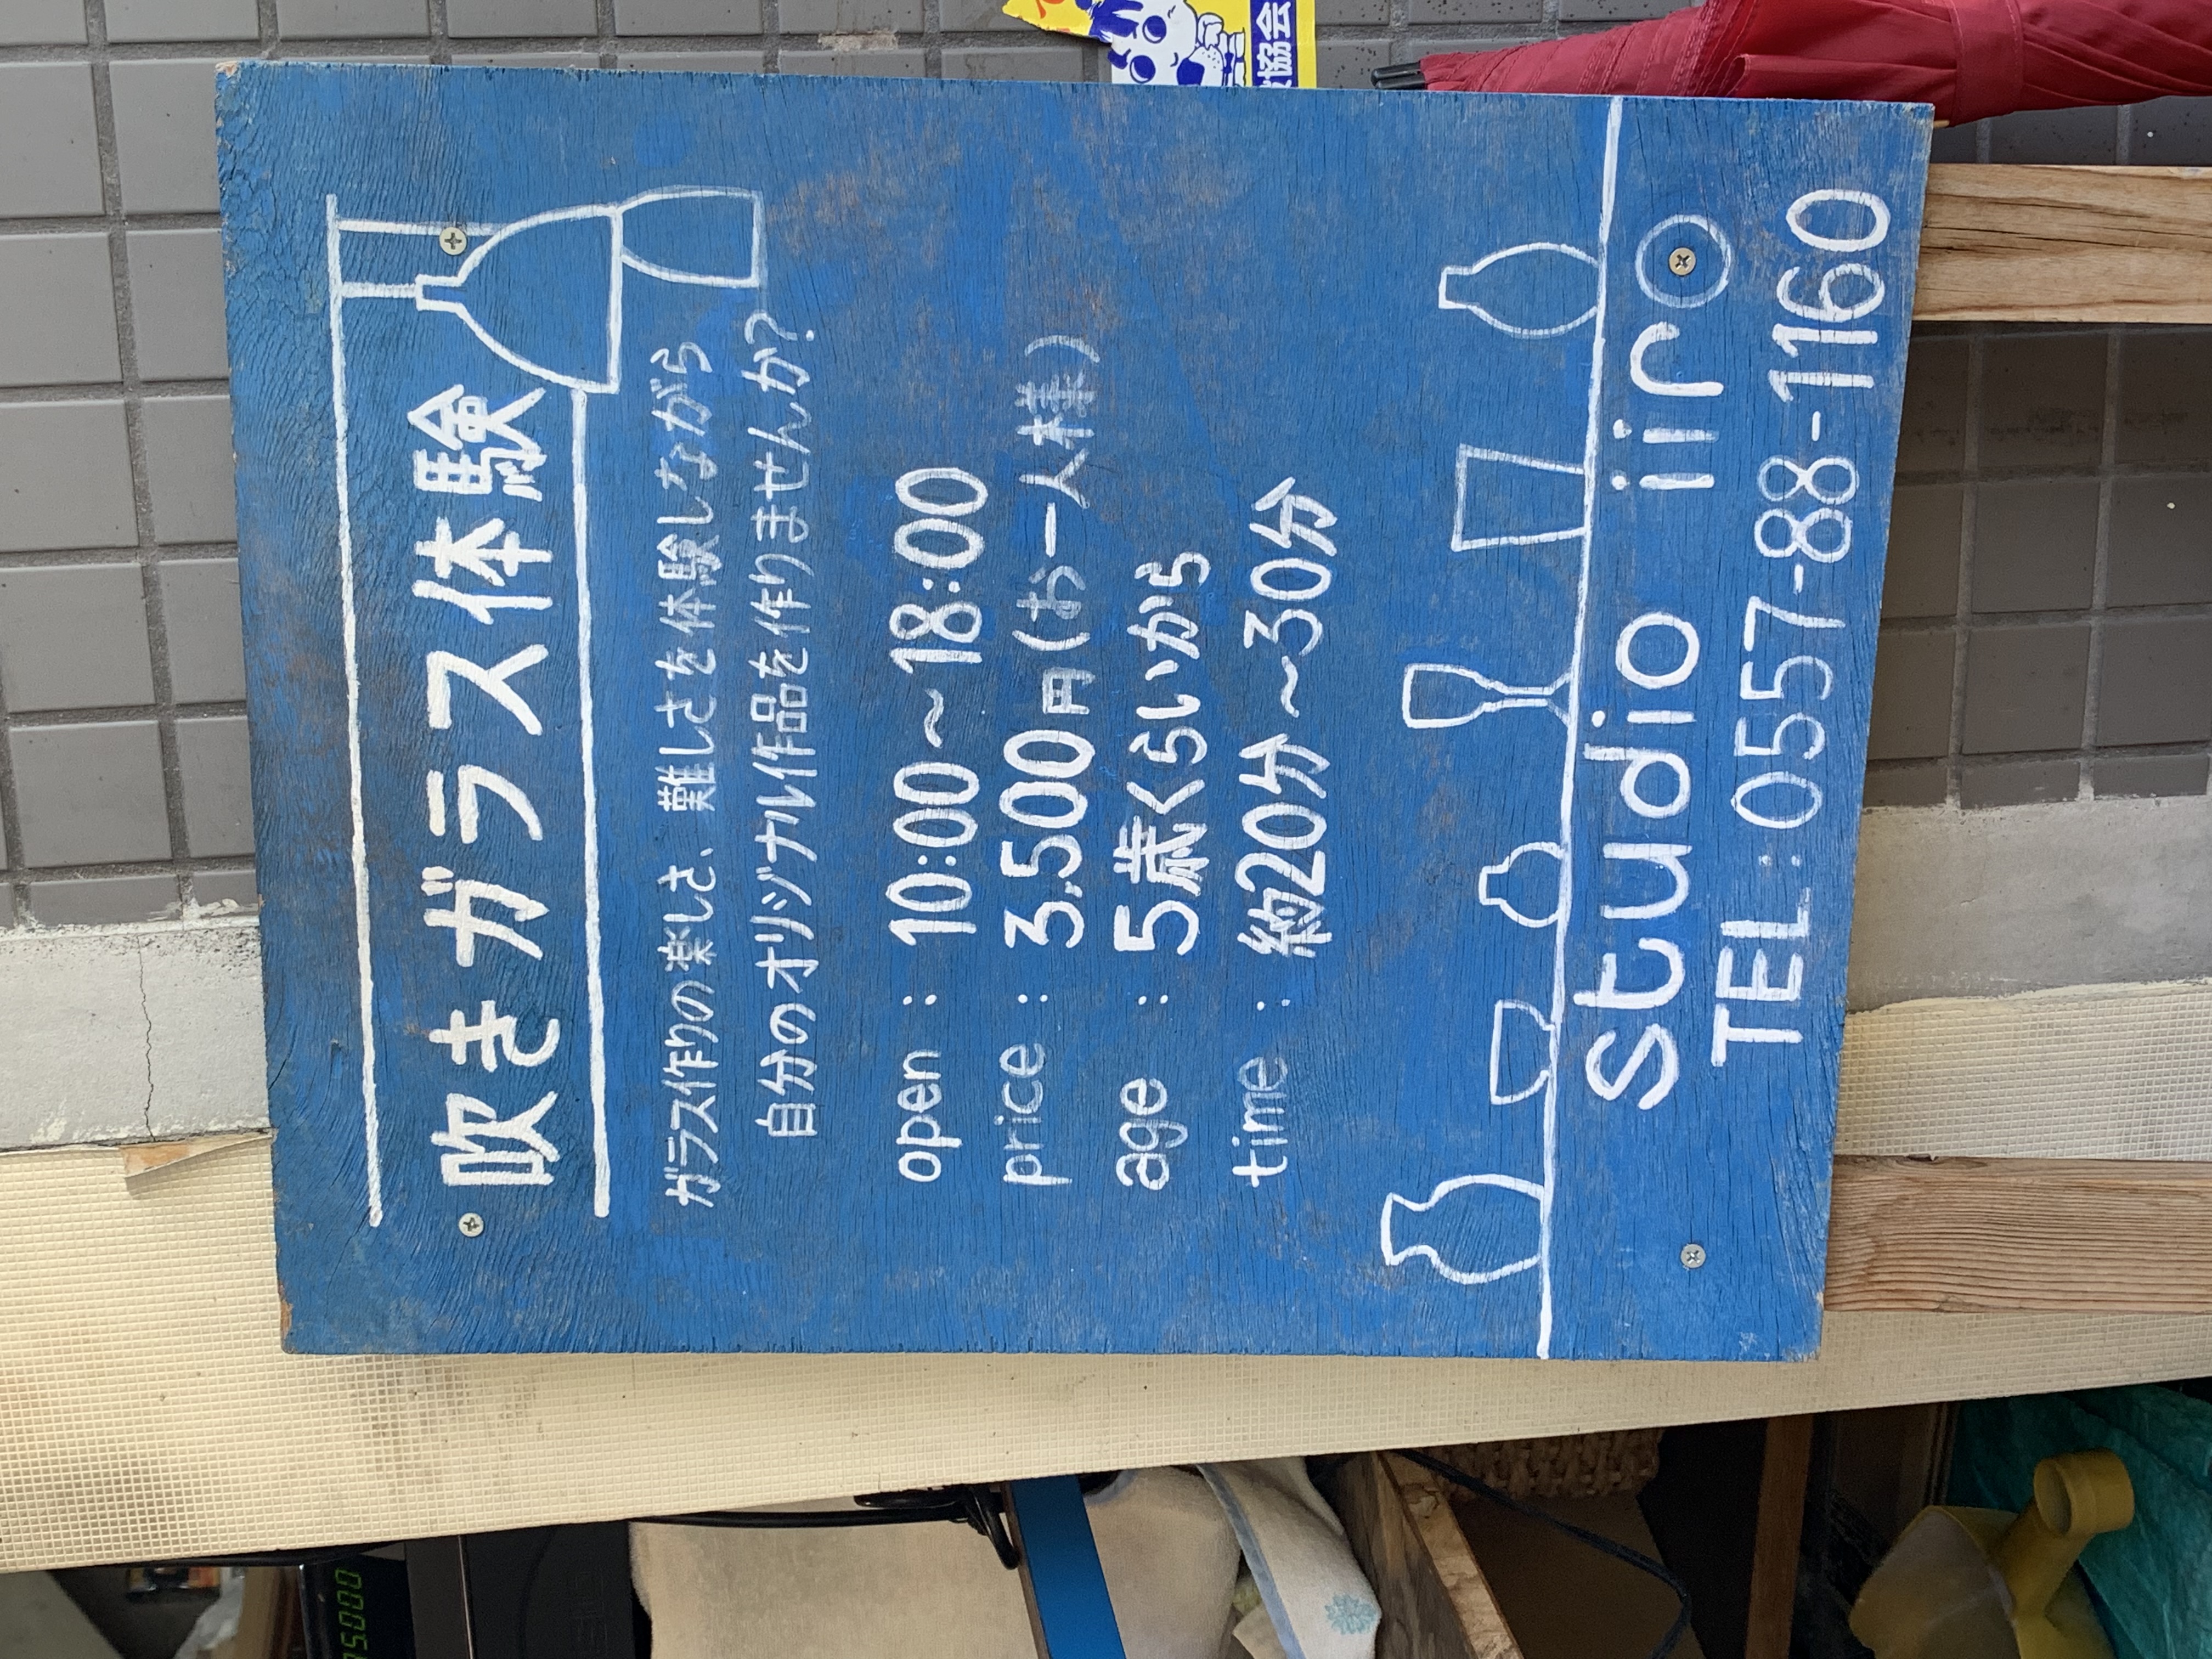 吹きガラス体験
ガラス作りの楽しさ、難しさを体験しながら
自分のオリジナル作品を作りませんか?
open : 10:00〜18:00
price : 3,500円(お一人様)
age : 5歳くらいから
time : 約20分〜30分
studio iiro
TEL:0557-88-1160
協会
5000